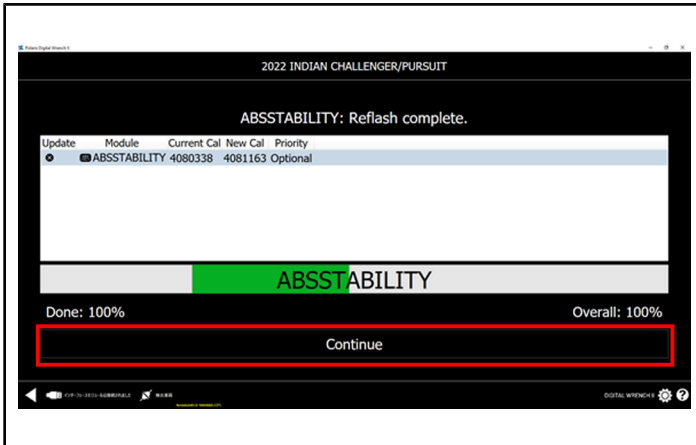 Polaris Digital Wrench II
2022 INDIAN CHALLENGER/PURSUIT
ABSSTABILITY: Reflash complete.
Update Module Current Cal New Cal Priority
ABSSTABILITY 4080338 4081163 Optional
ABSSTABILITY
Done: 100% Overall: 100%
Continue
DIGITAL WRENCH II